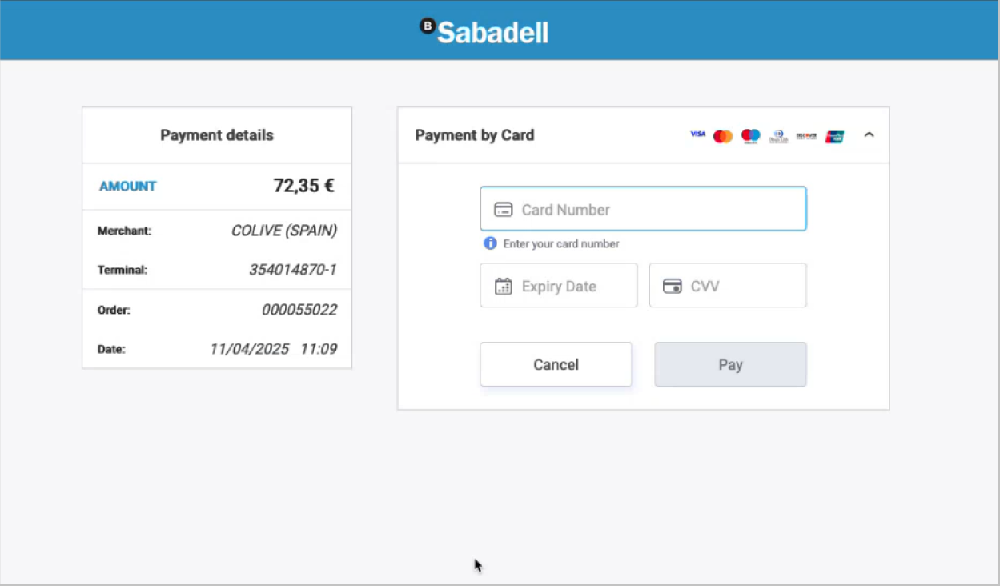 B Sabadell
Payment details
AMOUNT 72,35 €
Merchant: COLIVE (SPAIN)
Terminal: 354014870-1
Order: 000055022
Date: 11/04/2025 11:09
Payment by Card VISA
Card Number
Enter your card number
Expiry Date CVV
Cancel Pay